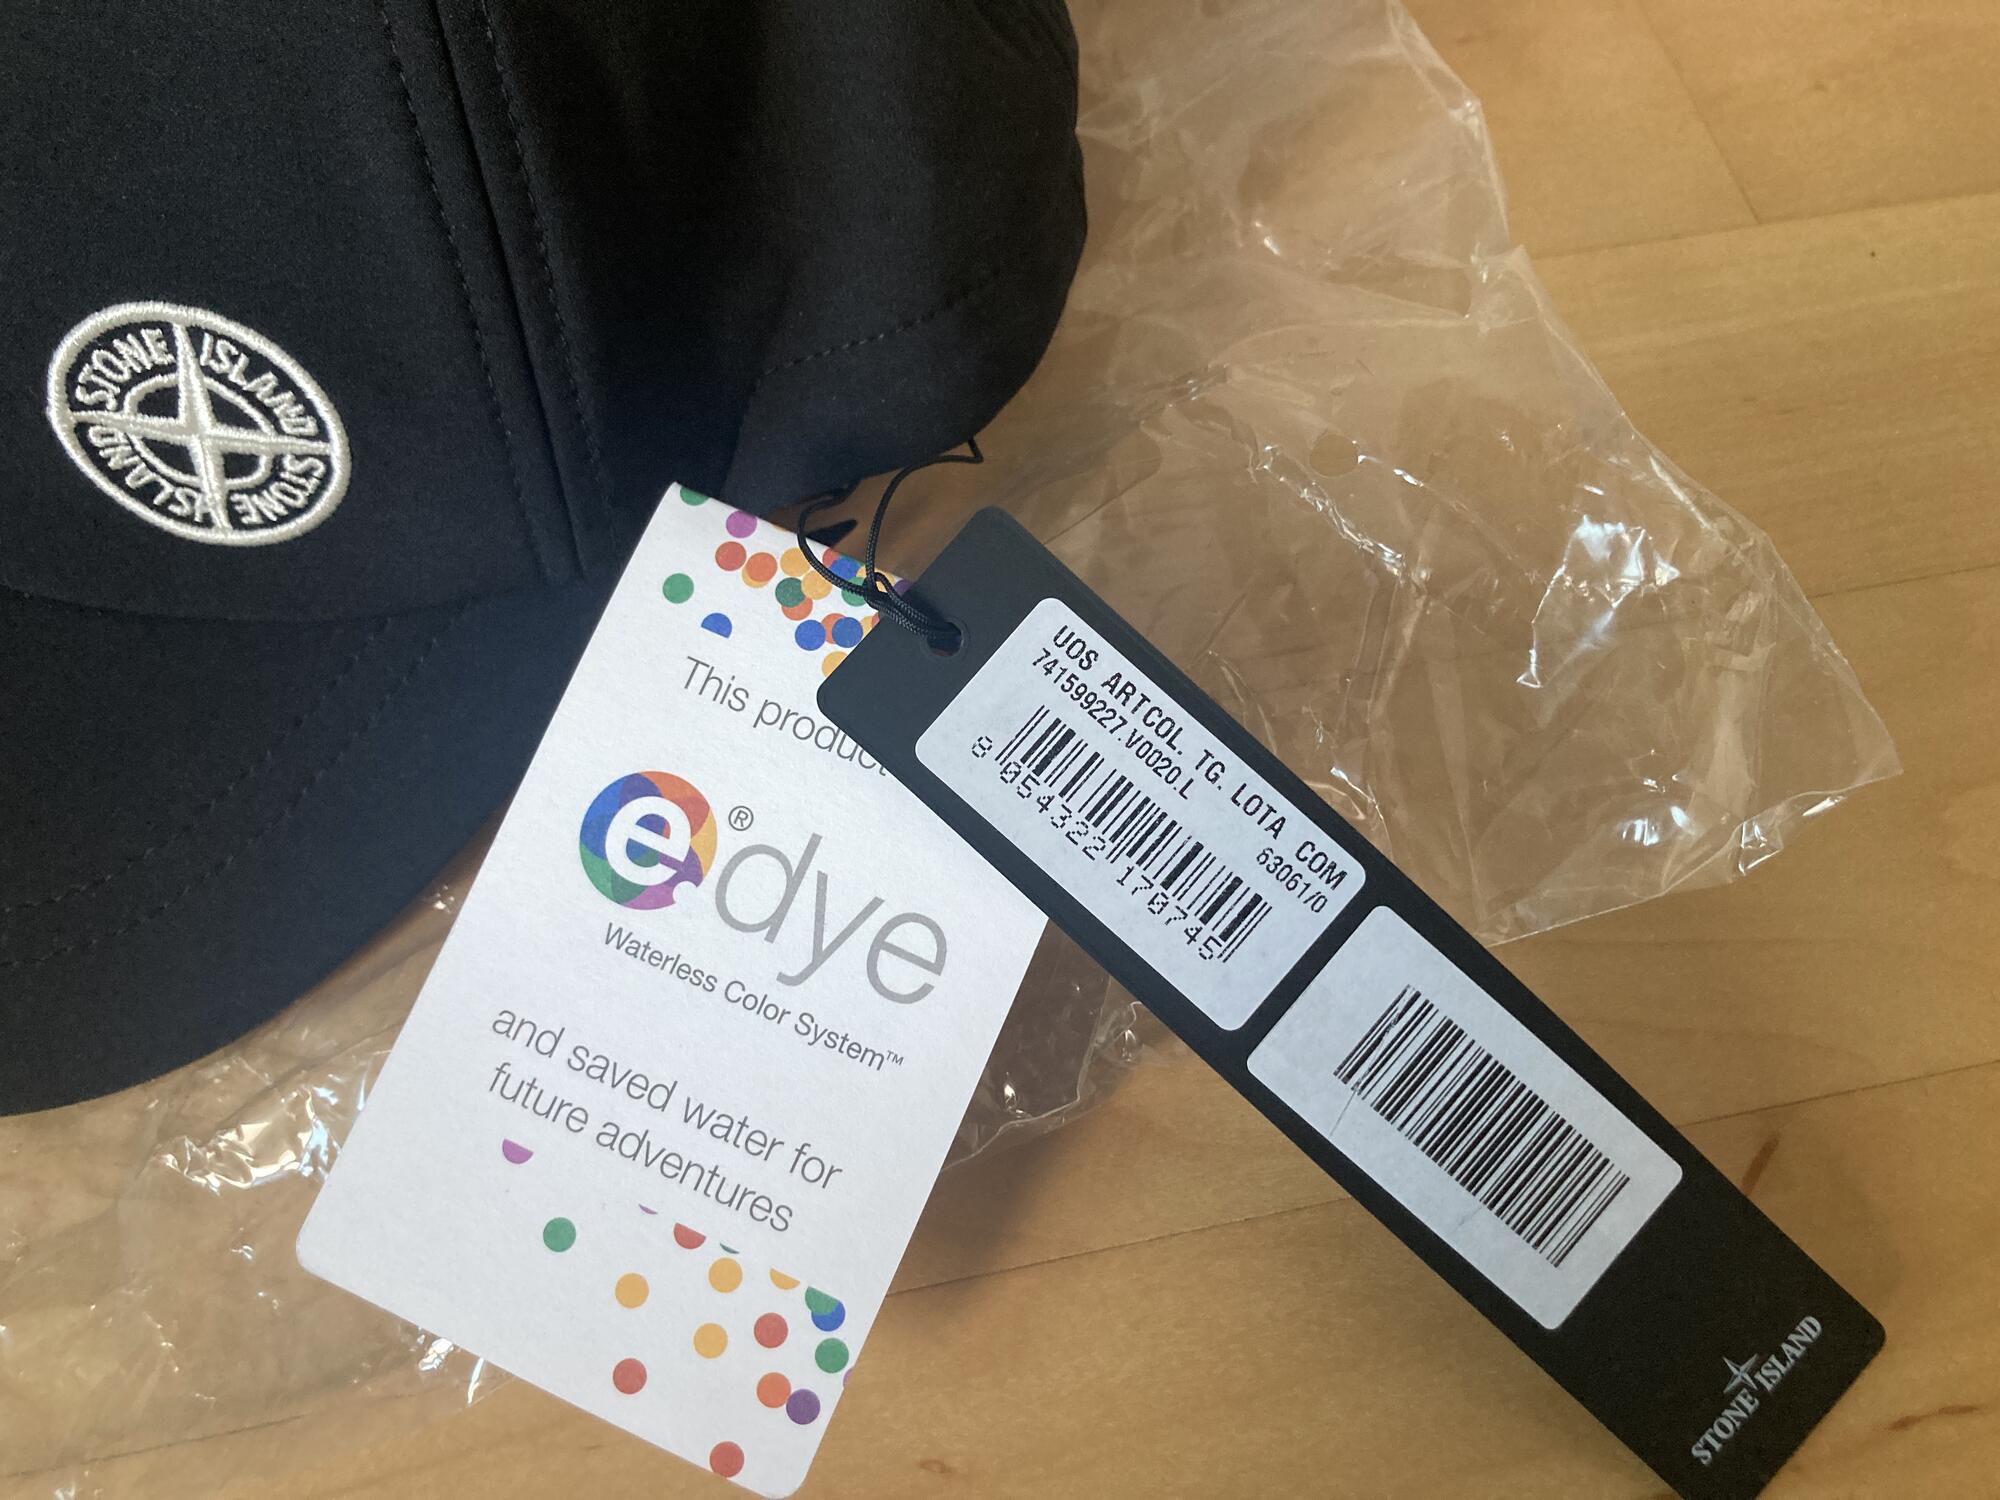 STONE ISLAND
STONE ISLAND
This product
e®dye
Waterless Color System™
and saved water for
future adventures
UOS ARTCOL. TG. LOTA COM
741599227.V0020.L 63061/0
8 054322 170745
STONE ISLAND